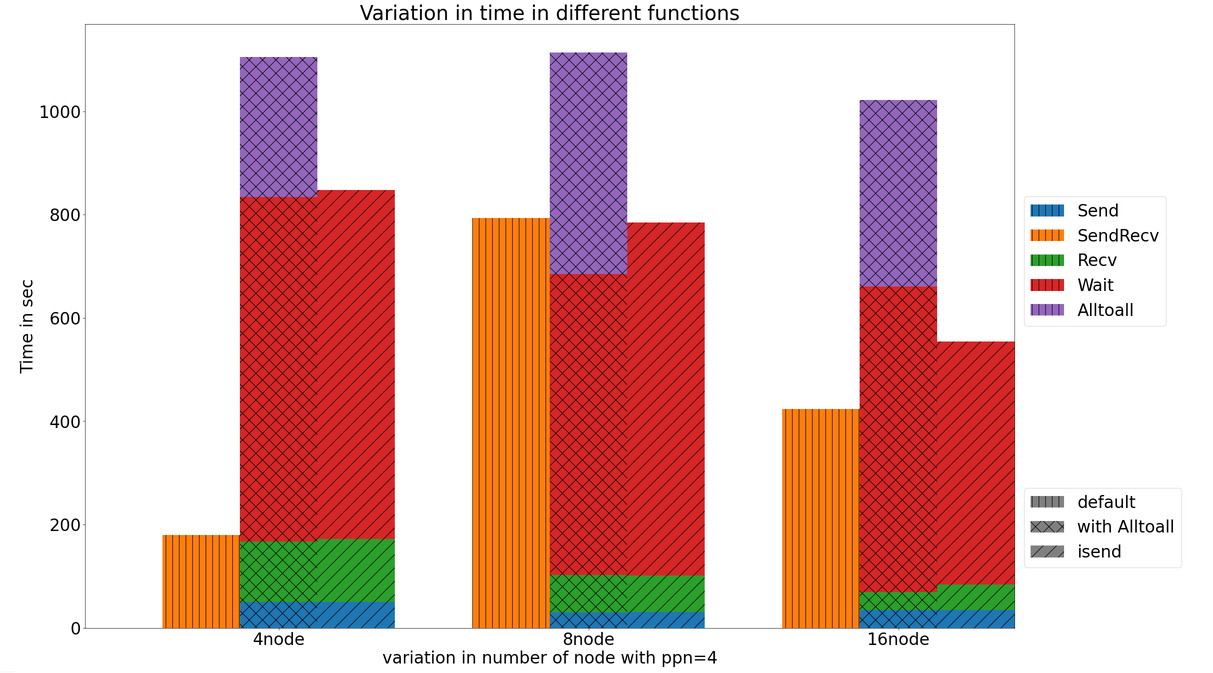 Variation in time in different functions
1000
800
600
400
200
0
Time in sec
4node
8node
16node
variation in number of node with ppn=4
Send
SendRecv
Recv
Wait
Alltoall
default
with Alltoall
isend